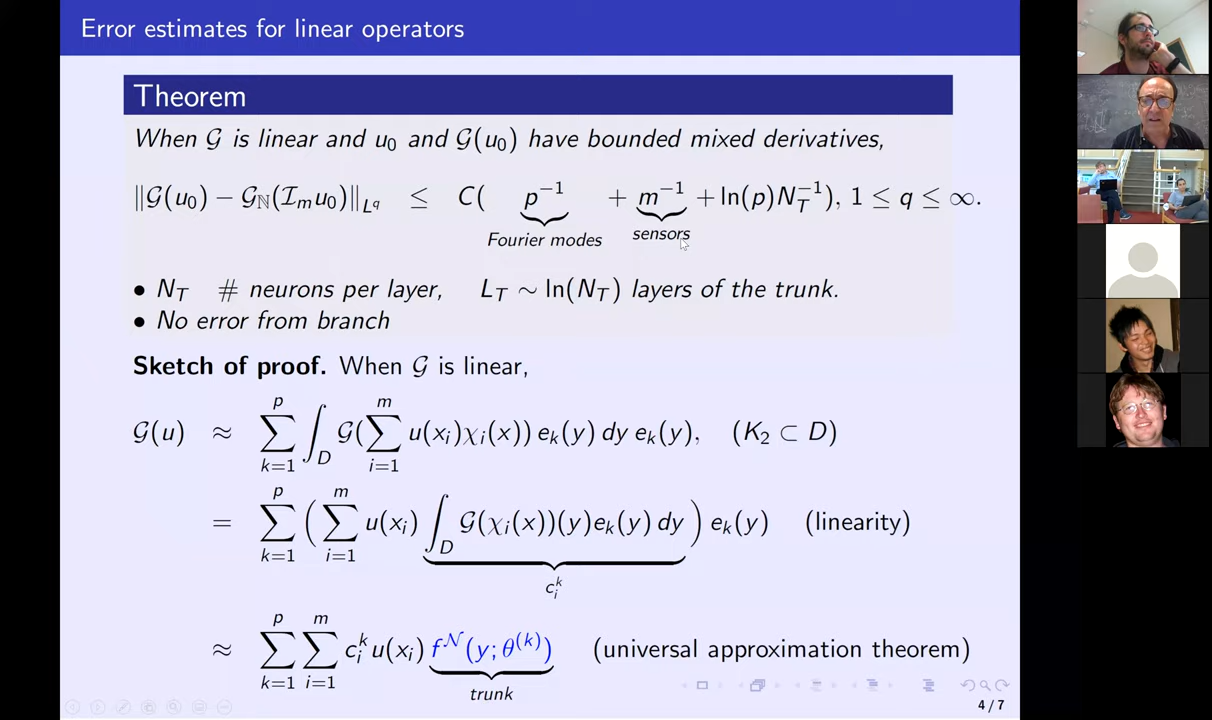 Error estimates for linear operators
Theorem
When 𝒢 is linear and u₀ and 𝒢(u₀) have bounded mixed derivatives,
‖𝒢(u₀) − 𝒢_ℕ(ℐ_m u₀)‖_{L^q} ≤ C( p⁻¹ + m⁻¹ + ln(p)N_T⁻¹), 1 ≤ q ≤ ∞.
Fourier modes sensors
• N_T # neurons per layer, L_T ∼ ln(N_T) layers of the trunk.
• No error from branch
Sketch of proof. When 𝒢 is linear,
𝒢(u) ≈ ∑_{k=1}^{p} ∫_D 𝒢(∑_{i=1}^{m} u(x_i)χ_i(x)) e_k(y) dy e_k(y), (K₂ ⊂ D)
= ∑_{k=1}^{p} (∑_{i=1}^{m} u(x_i) ∫_D 𝒢(χ_i(x))(y)e_k(y) dy) e_k(y) (linearity)
c_i^k
≈ ∑_{k=1}^{p} ∑_{i=1}^{m} c_i^k u(x_i) f^𝒩(y; θ^{(k)}) (universal approximation theorem)
trunk
4 / 7